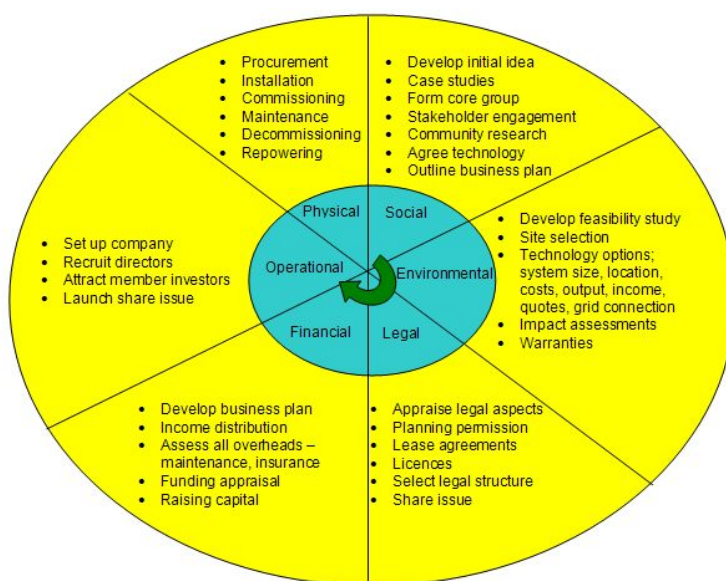 • Procurement
• Installation
• Commissioning
• Maintenance
• Decommissioning
• Repowering
• Develop initial idea
• Case studies
• Form core group
• Stakeholder engagement
• Community research
• Agree technology
• Outline business plan
Physical
Social
Operational
Environmental
Financial
Legal
• Set up company
• Recruit directors
• Attract member investors
• Launch share issue
• Develop feasibility study
• Site selection
• Technology options;
system size, location,
costs, output, income,
quotes, grid connection
• Impact assessments
• Warranties
• Develop business plan
• Income distribution
• Assess all overheads –
maintenance, insurance
• Funding appraisal
• Raising capital
• Appraise legal aspects
• Planning permission
• Lease agreements
• Licences
• Select legal structure
• Share issue